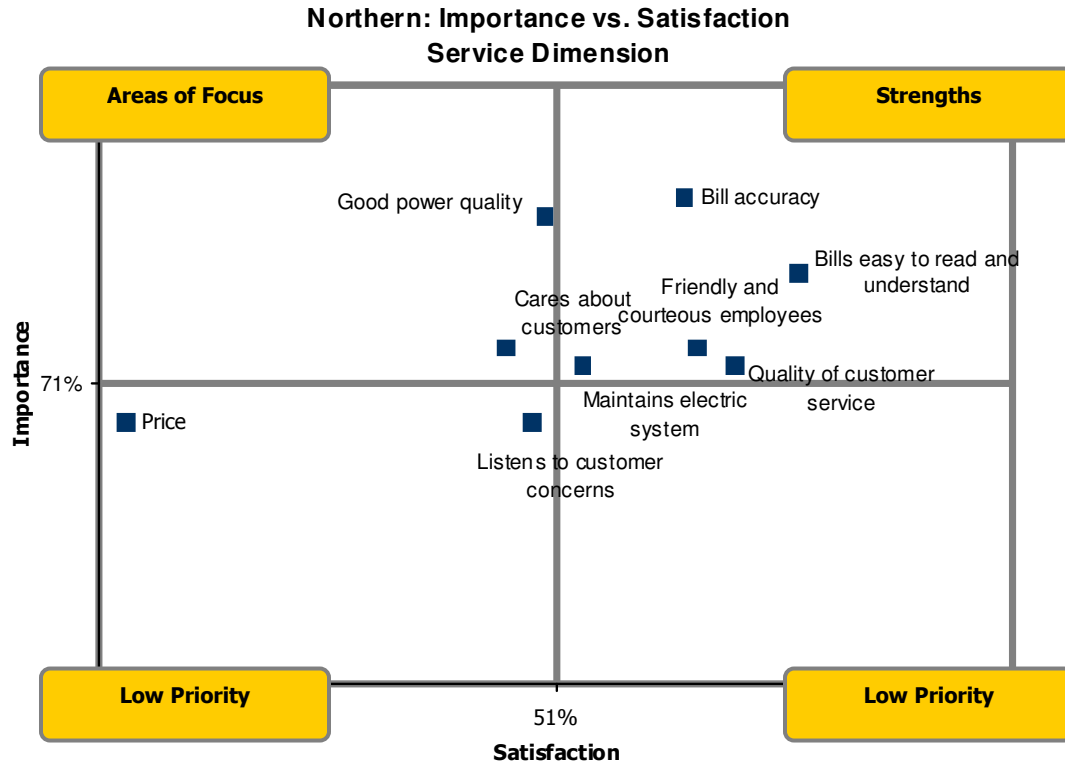 Northern: Importance vs. Satisfaction
Service Dimension
Areas of Focus
Strengths
Good power quality
Bill accuracy
Bills easy to read and
understand
Friendly and
courteous employees
Cares about
customers
Importance
71%
Quality of customer
service
Maintains electric
system
Price
Listens to customer
concerns
Low Priority
Low Priority
51%
Satisfaction